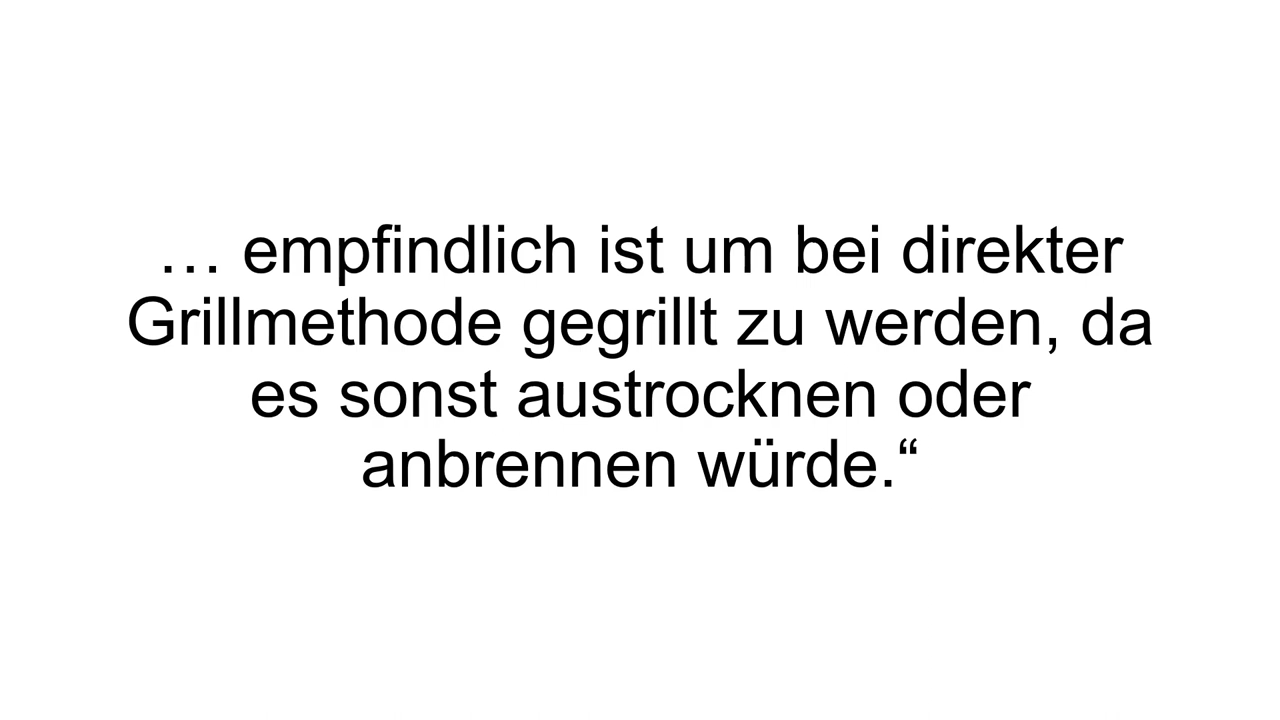 … empfindlich ist um bei direkter
Grillmethode gegrillt zu werden, da
es sonst austrocknen oder
anbrennen würde.“